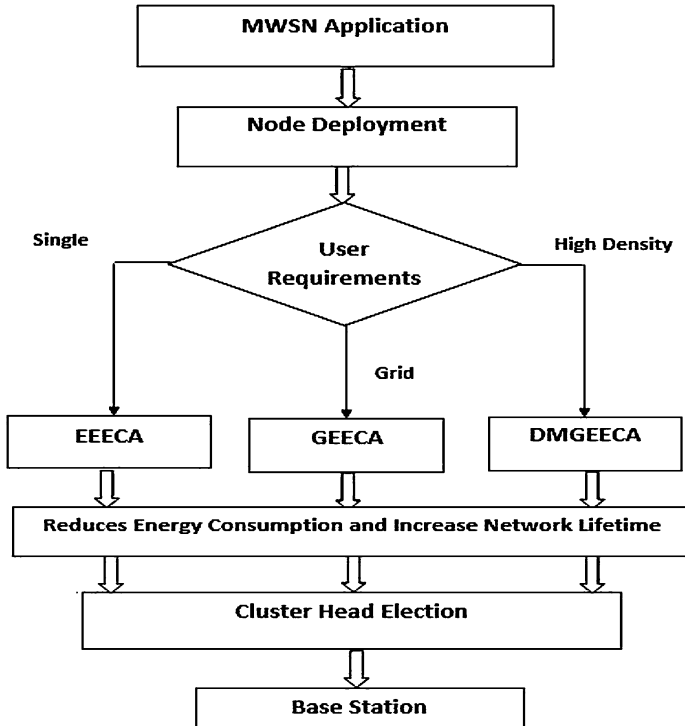 MWSN Application
Node Deployment
Single
User
Requirements
High Density
Grid
EEECA
GEECA
DMGEECA
Reduces Energy Consumption and Increase Network Lifetime
Cluster Head Election
Base Station